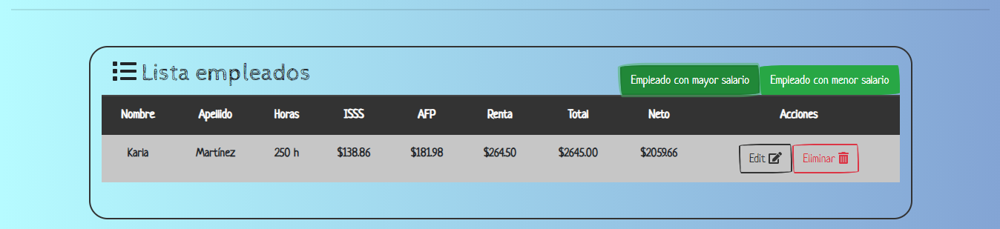 Lista empleados
Empleado con mayor salario Empleado con menor salario
Nombre Apellido Horas ISSS AFP Renta Total Neto Acciones
Karla Martínez 250 h $138.86 $181.98 $264.50 $2645.00 $2059.66 Edit Eliminar